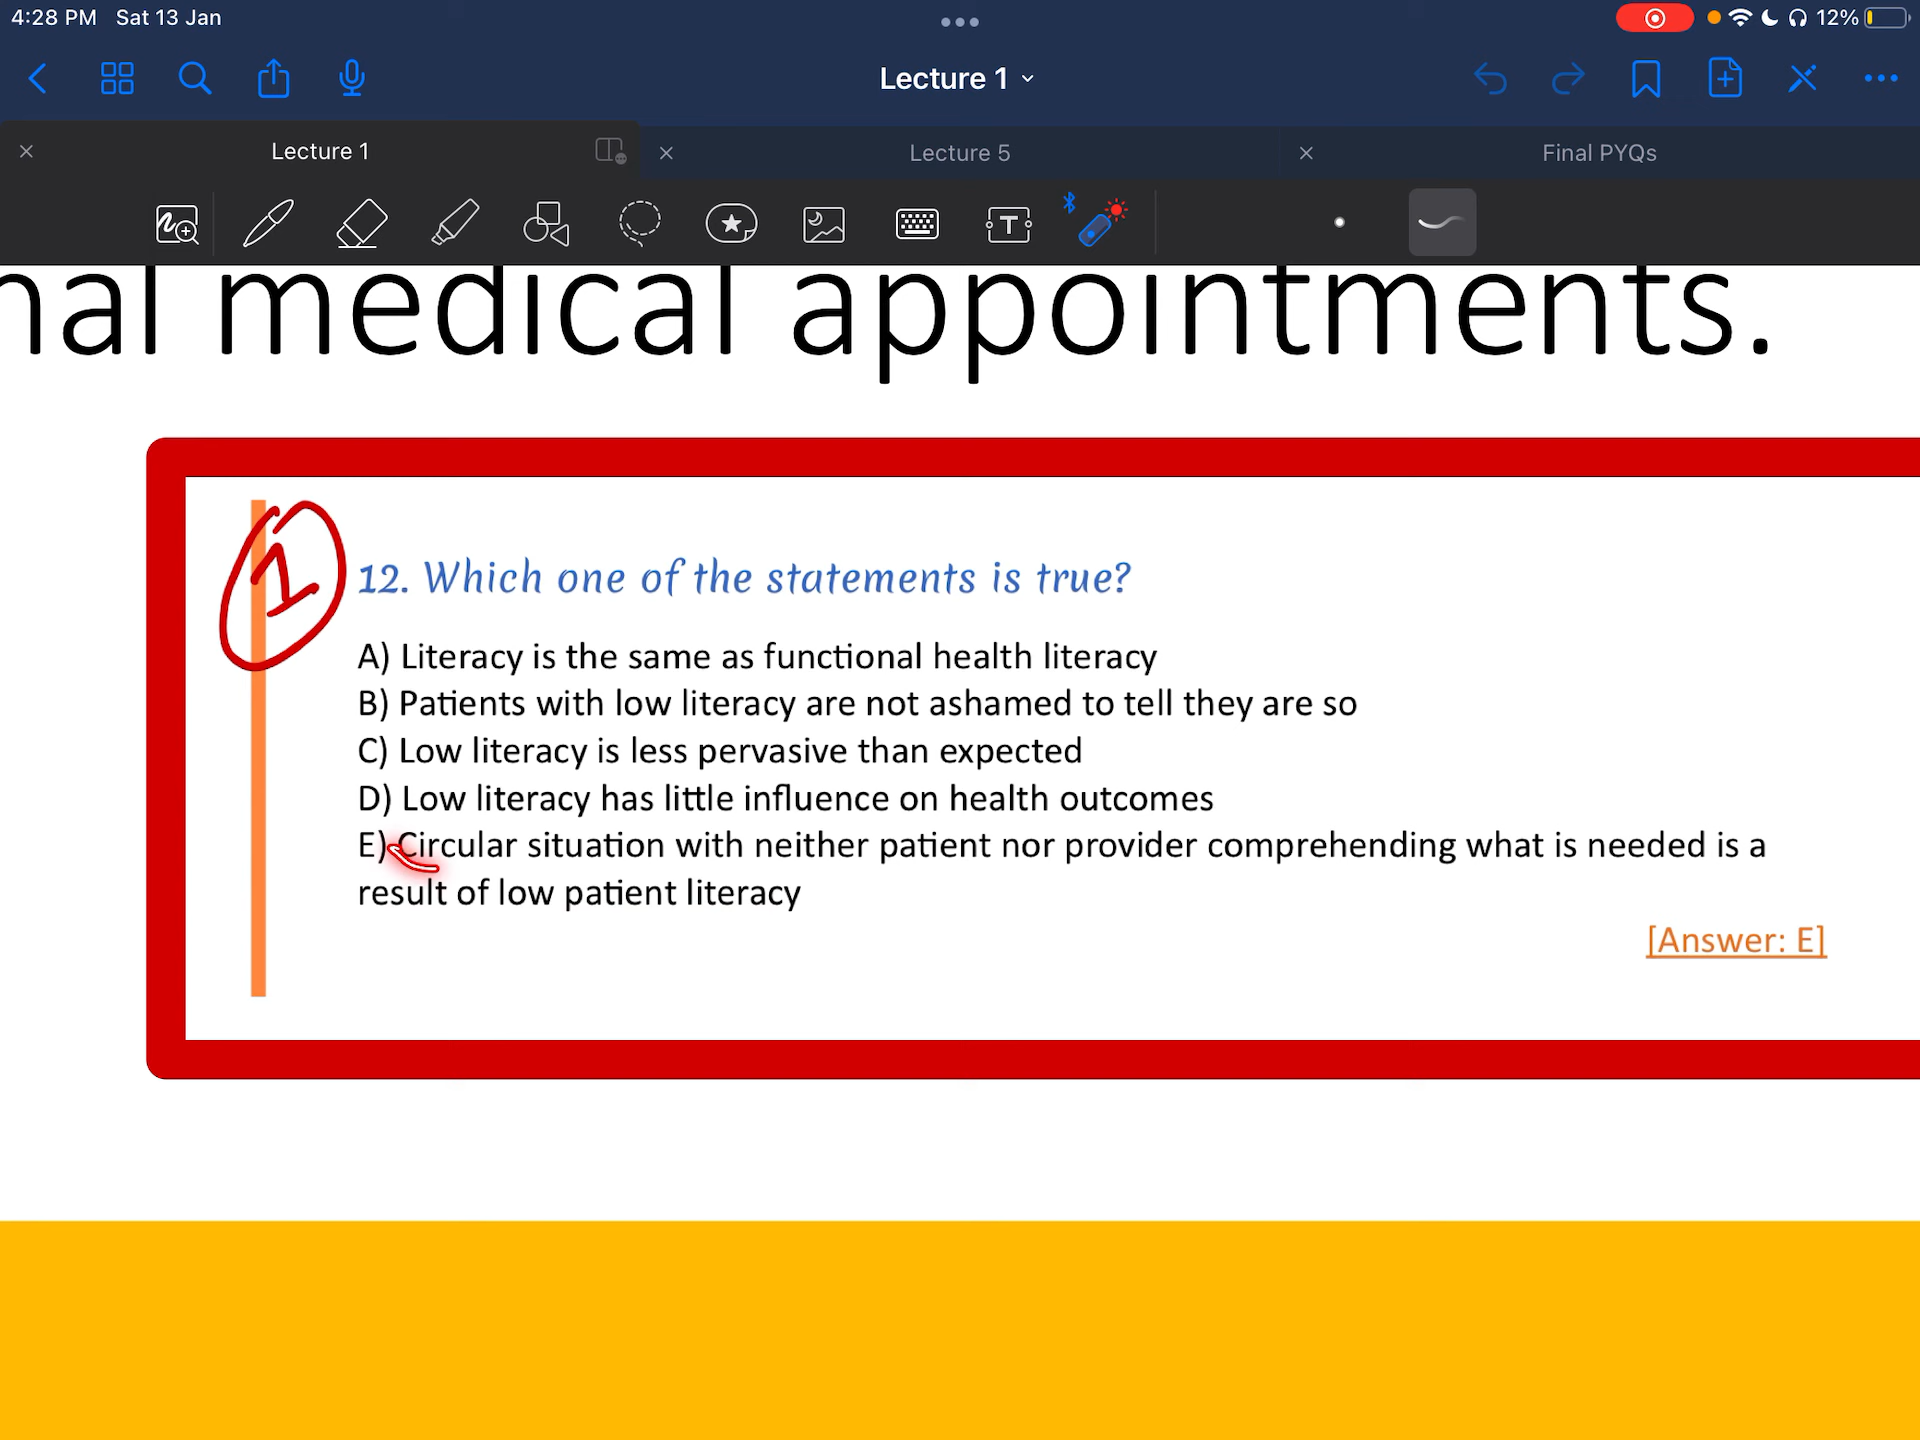 4:28 PM Sat 13 Jan
12%
Lecture 1
Lecture 1
Lecture 5
Final PYQs
T
nal medical appointments.
1
12. Which one of the statements is true?
A) Literacy is the same as functional health literacy
B) Patients with low literacy are not ashamed to tell they are so
C) Low literacy is less pervasive than expected
D) Low literacy has little influence on health outcomes
E) Circular situation with neither patient nor provider comprehending what is needed is a
result of low patient literacy
[Answer: E]